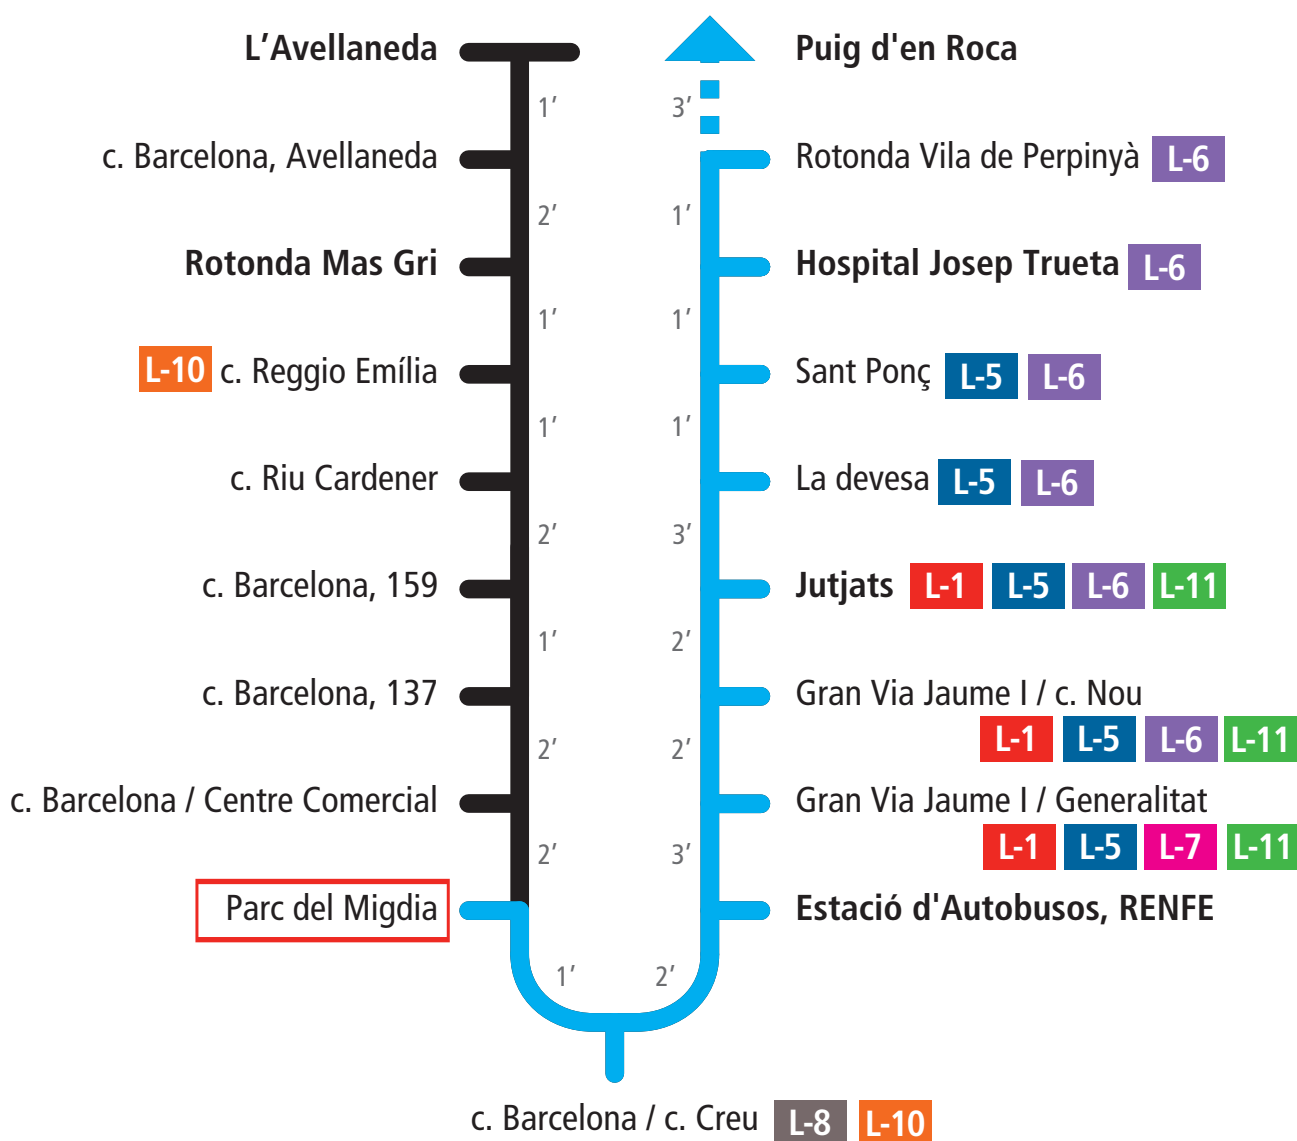 L’Avellaneda
1’
c. Barcelona, Avellaneda
2’
Rotonda Mas Gri
1’
L-10 c. Reggio Emília
1’
c. Riu Cardener
2’
c. Barcelona, 159
1’
c. Barcelona, 137
2’
c. Barcelona / Centre Comercial
2’
Parc del Migdia
1’
c. Barcelona / c. Creu L-8 L-10
2’
Puig d'en Roca
3’
Rotonda Vila de Perpinyà L-6
1’
Hospital Josep Trueta L-6
1’
Sant Ponç L-5 L-6
1’
La devesa L-5 L-6
3’
Jutjats L-1 L-5 L-6 L-11
2’
Gran Via Jaume I / c. Nou
L-1 L-5 L-6 L-11
2’
Gran Via Jaume I / Generalitat
L-1 L-5 L-7 L-11
3’
Estació d'Autobusos, RENFE